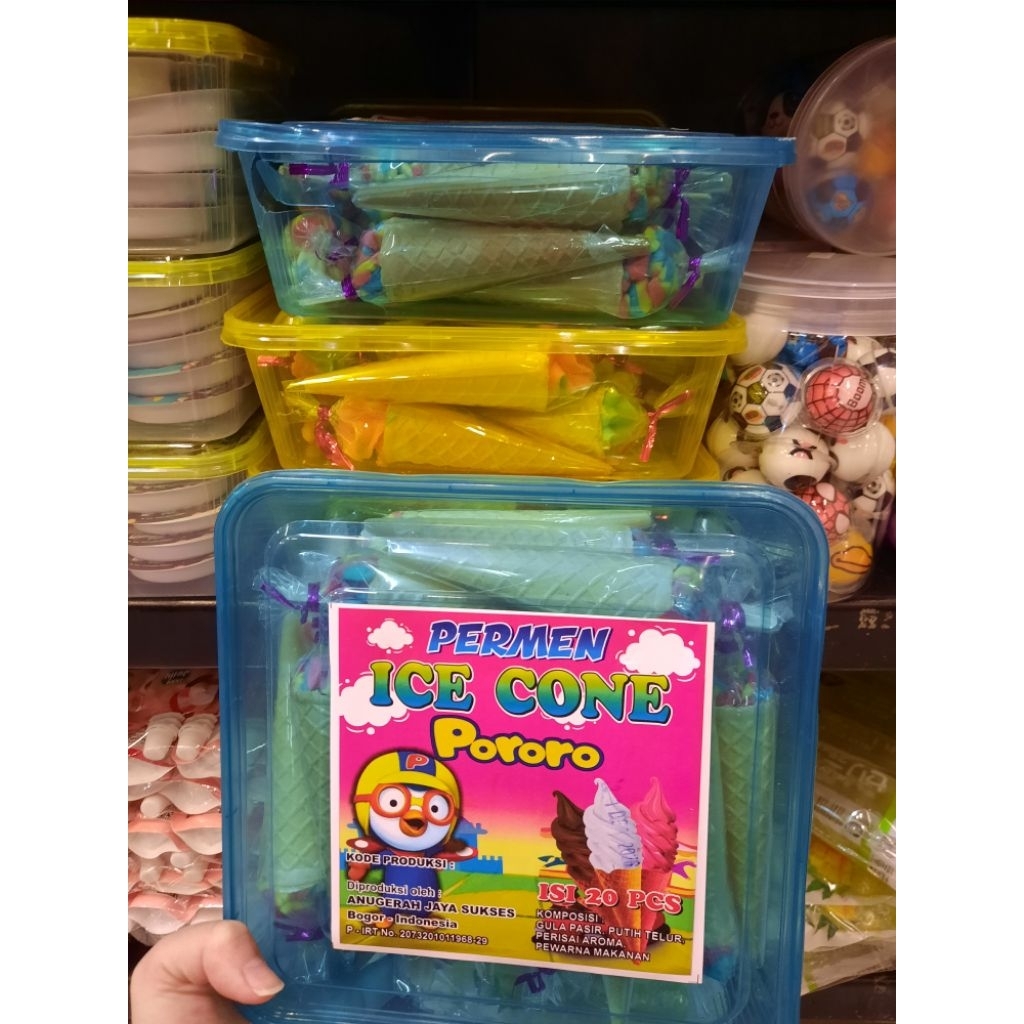 PERMEN
ICE CONE
Pororo
P
KODE PRODUKSI :
Diproduksi oleh :
ANUGERAH JAYA SUKSES
Bogor - Indonesia
P - IRT No. 2073201011968-29
ISI 20 PCS
KOMPOSISI :
GULA PASIR, PUTIH TELUR,
PERISAI AROMA
PEWARNA MAKANAN
Boom